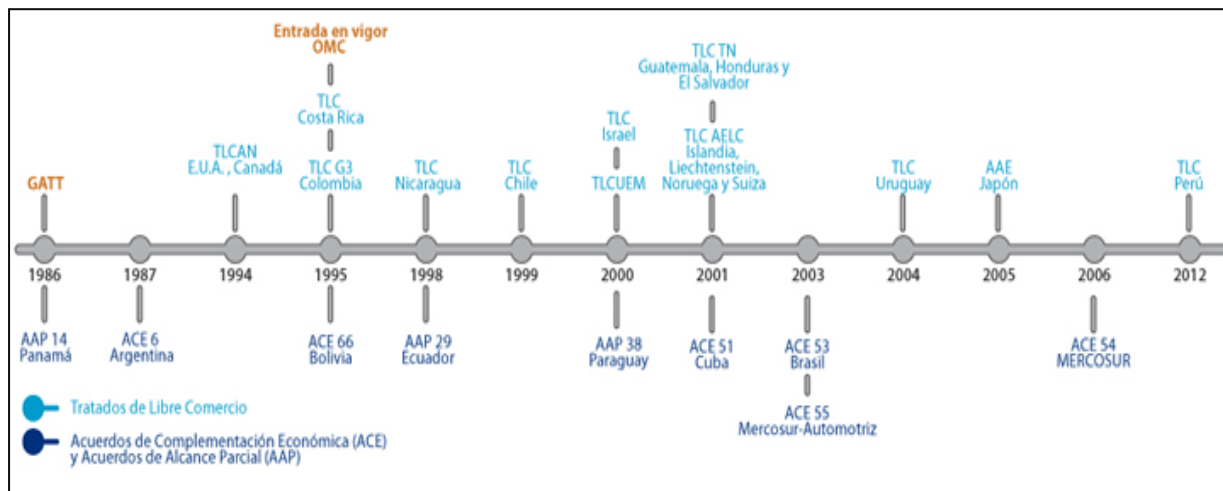 Entrada en vigor
OMC
TLC
Costa Rica
TLC TN
Guatemala, Honduras y
El Salvador
GATT
TLCAN
E.U.A. , Canadá
TLC G3
Colombia
TLC
Nicaragua
TLC
Chile
TLC
Israel
TLCUEM
TLC AELC
Islandia,
Liechtenstein,
Noruega y Suiza
TLC
Uruguay
AAE
Japón
TLC
Perú
1986
1987
1994
1995
1998
1999
2000
2001
2003
2004
2005
2006
2012
AAP 14
Panamá
ACE 6
Argentina
ACE 66
Bolivia
AAP 29
Ecuador
AAP 38
Paraguay
ACE 51
Cuba
ACE 53
Brasil
ACE 55
Mercosur-Automotriz
ACE 54
MERCOSUR
Tratados de Libre Comercio
Acuerdos de Complementación Económica (ACE)
y Acuerdos de Alcance Parcial (AAP)